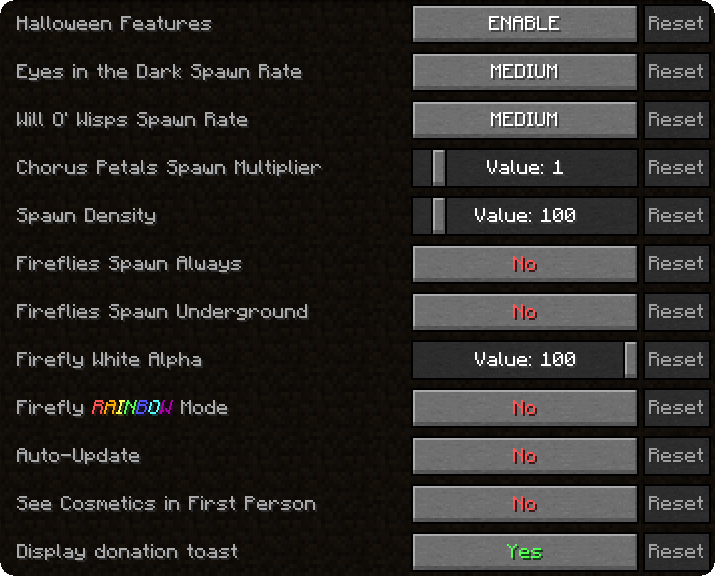 Halloween Features ENABLE Reset
Eyes in the Dark Spawn Rate MEDIUM Reset
Will O' Wisps Spawn Rate MEDIUM Reset
Chorus Petals Spawn Multiplier Value: 1 Reset
Spawn Density Value: 100 Reset
Fireflies Spawn Always No Reset
Fireflies Spawn Underground No Reset
Firefly White Alpha Value: 100 Reset
Firefly RAINBOW Mode No Reset
Auto-Update No Reset
See Cosmetics in First Person No Reset
Display donation toast Yes Reset